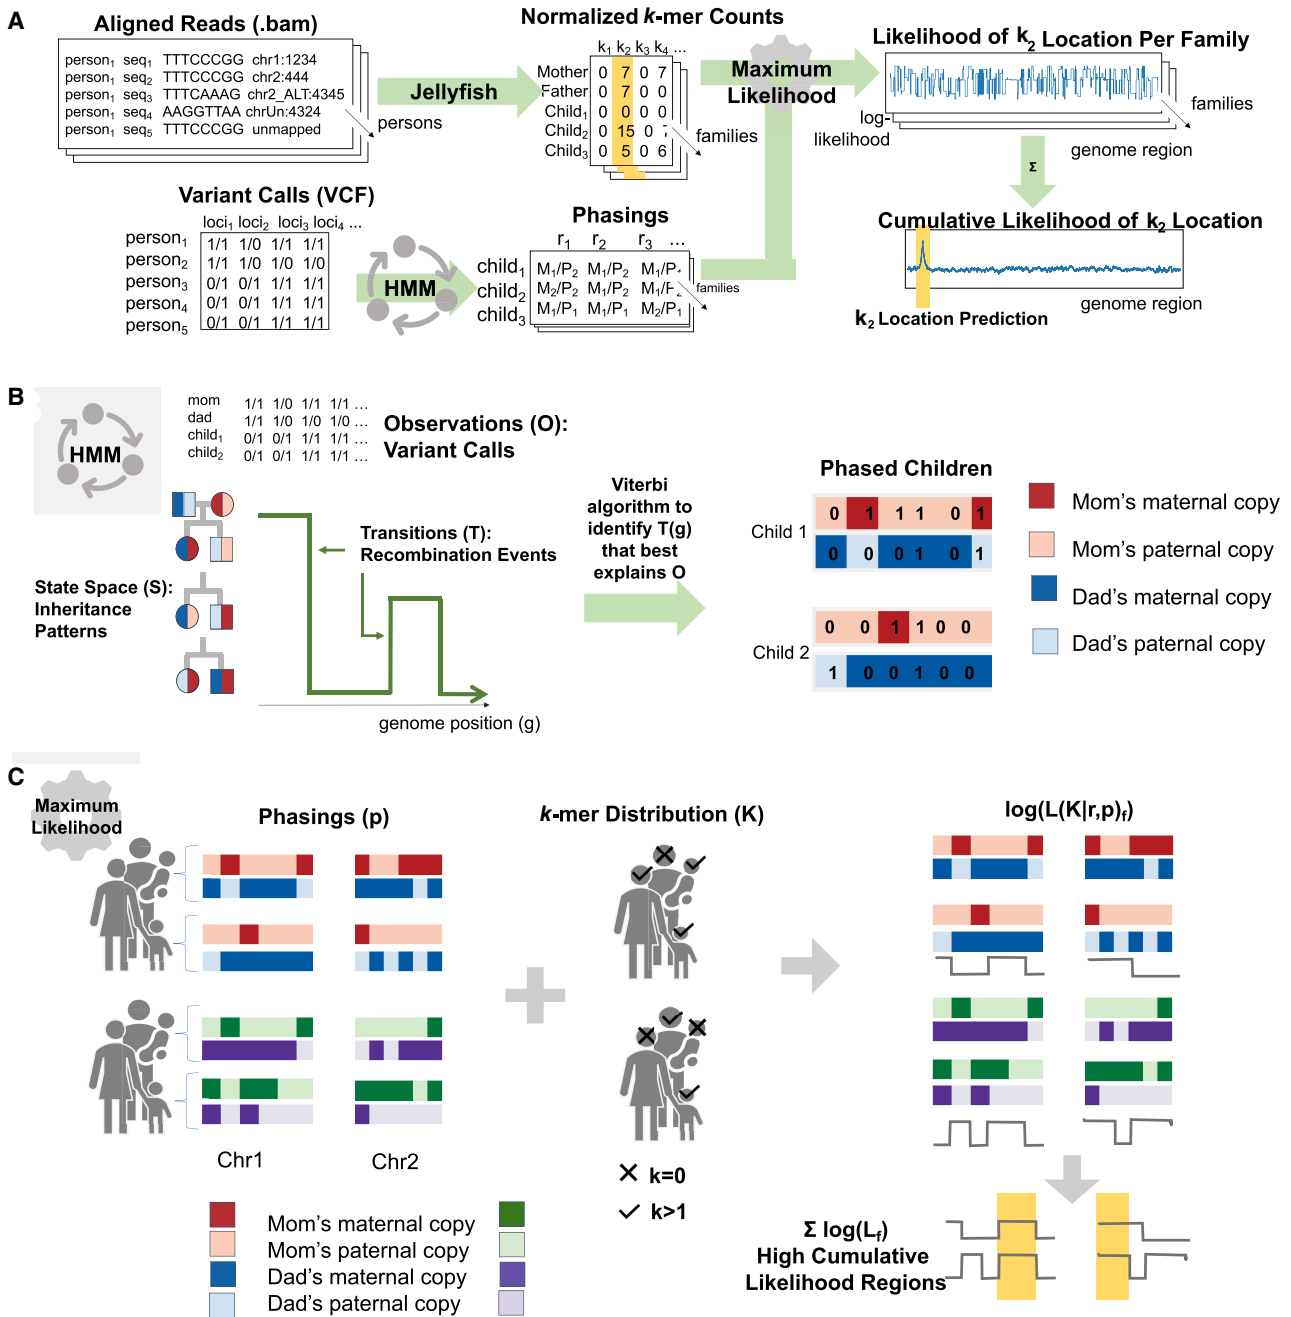 A
Aligned Reads (.bam)
person1 seq1 TTTCCCGG chr1:1234
person1 seq2 TTTCCCGG chr2:444
person1 seq3 TTTCAAAG chr2_ALT:4345
person1 seq4 AAGGTTAA chrUn:4324
person1 seq5 TTTCCCGG unmapped
Jellyfish
persons
Normalized k-mer Counts
k1 k2 k3 k4 ...
Mother 0 7 0 7
Father 0 7 0 0
Child1 0 0 0 0
Child2 0 15 0
Child3 0 5 0 6
families
Maximum
Likelihood
Likelihood of k2 Location Per Family
families
log-
likelihood
genome region
Σ
Cumulative Likelihood of k2 Location
genome region
k2 Location Prediction
Variant Calls (VCF)
loci1 loci2 loci3 loci4 ...
person1 1/1 1/0 1/1 1/1
person2 1/1 1/0 1/0 1/0
person3 0/1 0/1 1/1 1/1
person4 0/1 0/1 1/1 1/1
person5 0/1 0/1 1/1 1/1
HMM
Phasings
r1 r2 r3 ...
child1 M1/P2 M1/P2 M1/P
child2 M2/P2 M1/P2 M1/P2
child3 M1/P1 M1/P1 M2/P1
families
B
HMM
mom 1/1 1/0 1/1 1/1 ...
dad 1/1 1/0 1/0 1/0 ...
child1 0/1 0/1 1/1 1/1 ...
child2 0/1 0/1 1/1 1/1 ...
Observations (O):
Variant Calls
State Space (S):
Inheritance
Patterns
Transitions (T):
Recombination Events
genome position (g)
Viterbi
algorithm to
identify T(g)
that best
explains O
Phased Children
Child 1
0 1 1 1 0 1
0 0 0 1 0 1
Child 2
0 0 1 1 0 0
1 0 0 1 0 0
Mom's maternal copy
Mom's paternal copy
Dad's maternal copy
Dad's paternal copy
C
Maximum
Likelihood
Phasings (p)
k-mer Distribution (K)
log(L(K|r,p)f)
Chr1
Chr2
k=0
k>1
Mom's maternal copy
Mom's paternal copy
Dad's maternal copy
Dad's paternal copy
Σ log(Lf)
High Cumulative
Likelihood Regions